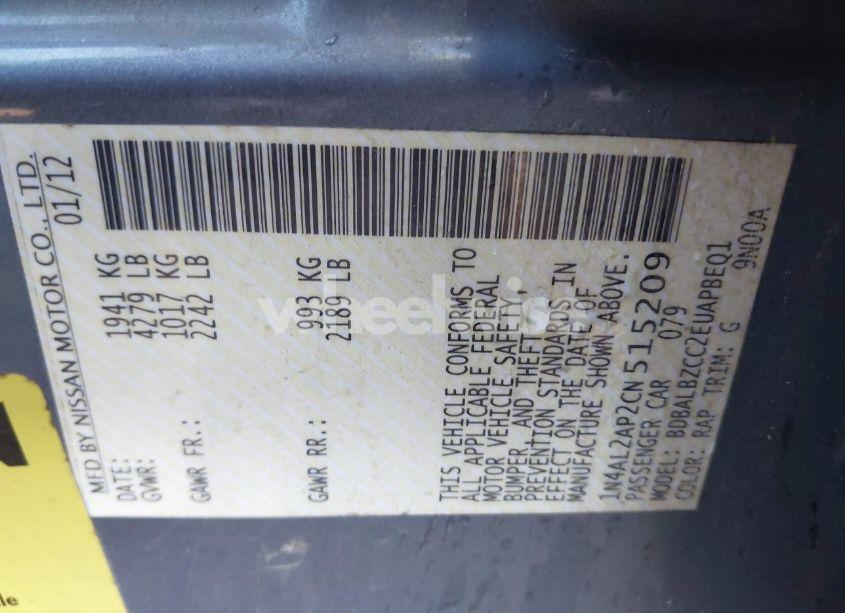 MFD BY NISSAN MOTOR CO., LTD.
DATE: 01/12
GVWR: 1941 KG
4279 LB
GAWR FR.: 1017 KG
2242 LB
GAWR RR.: 993 KG
2189 LB
THIS VEHICLE CONFORMS TO
ALL APPLICABLE FEDERAL
MOTOR VEHICLE SAFETY,
BUMPER, AND THEFT
PREVENTION STANDARDS IN
EFFECT ON THE DATE OF
MANUFACTURE SHOWN ABOVE.
1N4AL2AP2CN515209
PASSENGER CAR 079
MODEL: BDBALBZCC2EUAPBEQ1
COLOR: RAP TRIM: G 9N00A